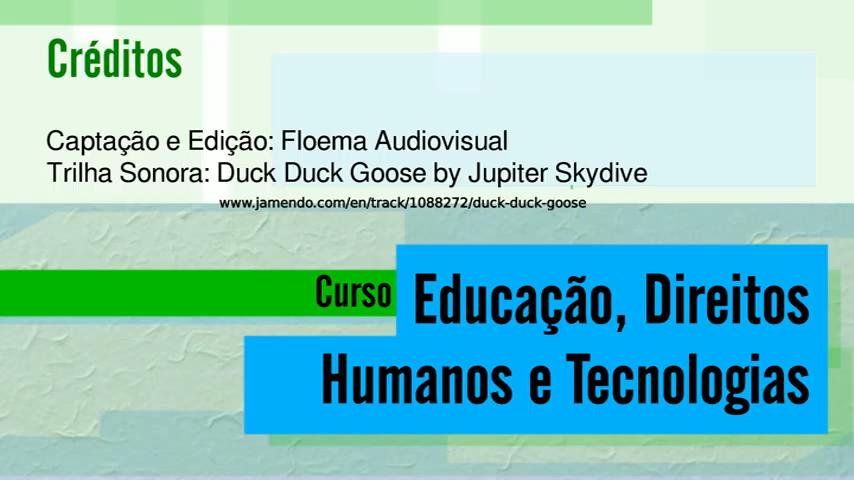 Créditos
Captação e Edição: Floema Audiovisual
Trilha Sonora: Duck Duck Goose by Jupiter Skydive
www.jamendo.com/en/track/1088272/duck-duck-goose
Curso Educação, Direitos
Humanos e Tecnologias